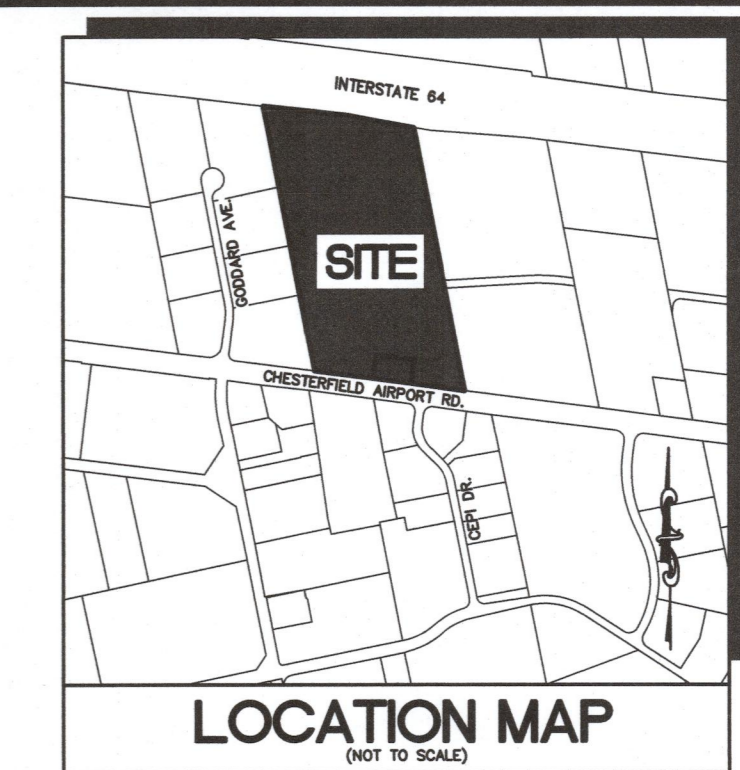 INTERSTATE 64
GODDARD AVE.
SITE
CHESTERFIELD AIRPORT RD.
CEPI DR.
LOCATION MAP
(NOT TO SCALE)